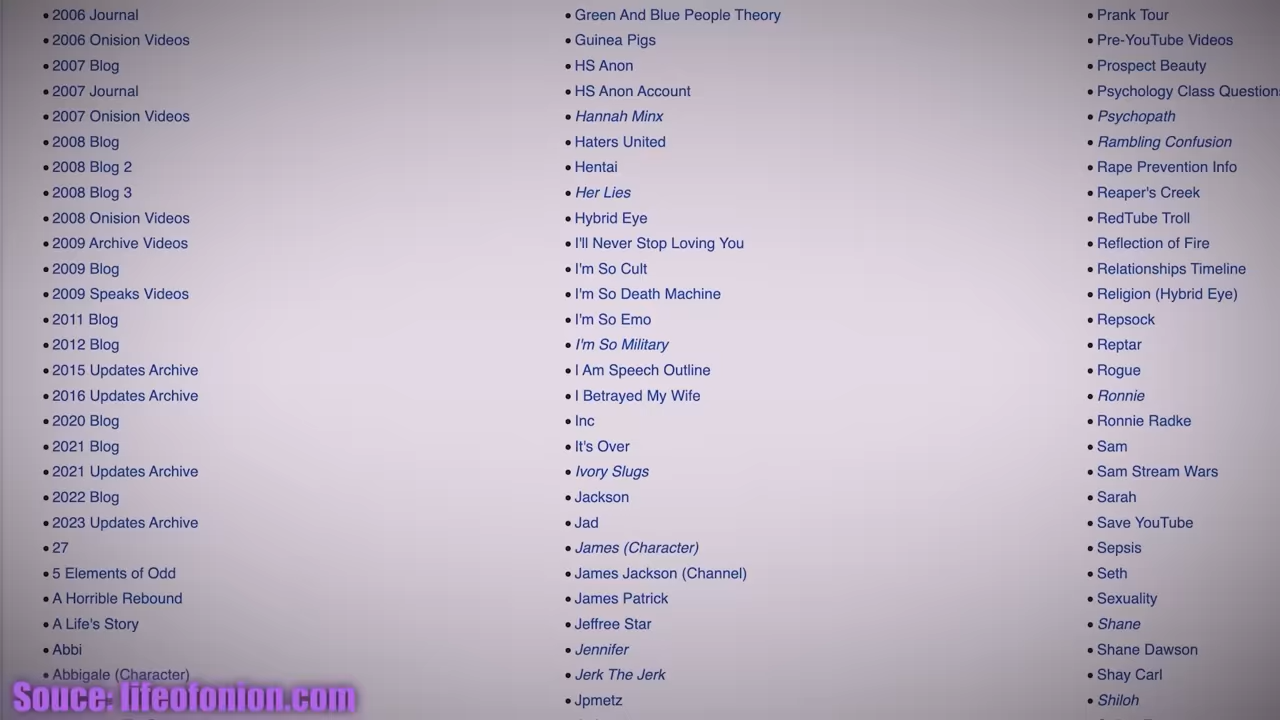 2006 Journal
2006 Onision Videos
2007 Blog
2007 Journal
2007 Onision Videos
2008 Blog
2008 Blog 2
2008 Blog 3
2008 Onision Videos
2009 Archive Videos
2009 Blog
2009 Speaks Videos
2011 Blog
2012 Blog
2015 Updates Archive
2016 Updates Archive
2020 Blog
2021 Blog
2021 Updates Archive
2022 Blog
2023 Updates Archive
27
5 Elements of Odd
A Horrible Rebound
A Life's Story
Abbi
Abbigale (Character)
Green And Blue People Theory
Guinea Pigs
HS Anon
HS Anon Account
Hannah Minx
Haters United
Hentai
Her Lies
Hybrid Eye
I'll Never Stop Loving You
I'm So Cult
I'm So Death Machine
I'm So Emo
I'm So Military
I Am Speech Outline
I Betrayed My Wife
Inc
It's Over
Ivory Slugs
Jackson
Jad
James (Character)
James Jackson (Channel)
James Patrick
Jeffree Star
Jennifer
Jerk The Jerk
Jpmetz
Prank Tour
Pre-YouTube Videos
Prospect Beauty
Psychology Class Question
Psychopath
Rambling Confusion
Rape Prevention Info
Reaper's Creek
RedTube Troll
Reflection of Fire
Relationships Timeline
Religion (Hybrid Eye)
Repsock
Reptar
Rogue
Ronnie
Ronnie Radke
Sam
Sam Stream Wars
Sarah
Save YouTube
Sepsis
Seth
Sexuality
Shane
Shane Dawson
Shay Carl
Shiloh
Souce: lifeofonion.com